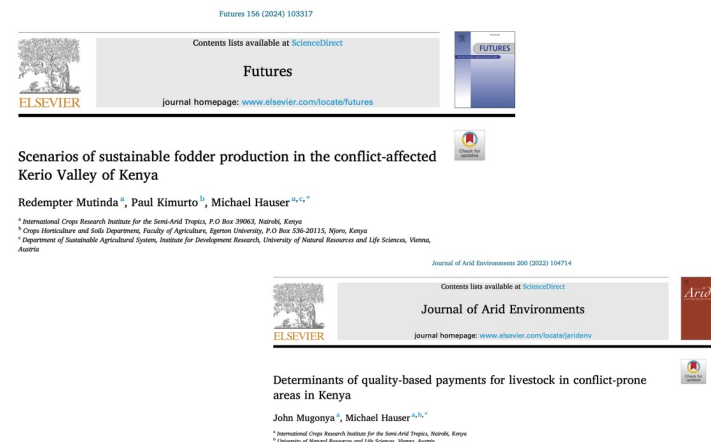 Futures 156 (2024) 103317
Contents lists available at ScienceDirect
Futures
journal homepage: www.elsevier.com/locate/futures
ELSEVIER
FUTURES
Check for
updates
Scenarios of sustainable fodder production in the conflict-affected
Kerio Valley of Kenya
Redempter Mutinda a, Paul Kimurto b, Michael Hauser a,c,*
a International Crops Research Institute for the Semi-Arid Tropics, P.O Box 39063, Nairobi, Kenya
b Crops Horticulture and Soils Department, Faculty of Agriculture, Egerton University, P.O Box 536-20115, Njoro, Kenya
c Department of Sustainable Agricultural System, Institute for Development Research, University of Natural Resources and Life Sciences, Vienna,
Austria
Journal of Arid Environments 200 (2022) 104714
Contents lists available at ScienceDirect
Journal of Arid Environments
journal homepage: www.elsevier.com/locate/jaridenv
ELSEVIER
Arid
Check for
updates
Determinants of quality-based payments for livestock in conflict-prone
areas in Kenya
John Mugonya a, Michael Hauser a,b,*
a International Crops Research Institute for the Semi-Arid Tropics, Nairobi, Kenya
b University of Natural Resources and Life Sciences, Vienna, Austria